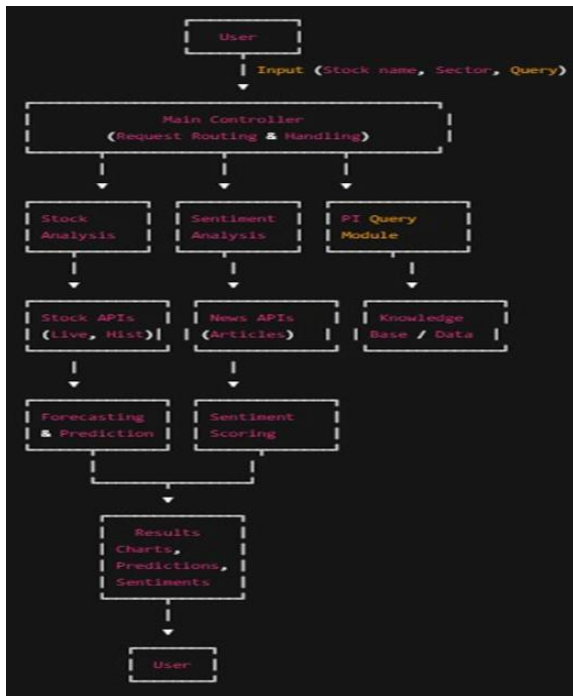 User
Input (Stock name, Sector, Query)
Main Controller
(Request Routing & Handling)
Stock
Analysis
Sentiment
Analysis
PI Query
Module
Stock APIs
(Live, Hist)
News APIs
(Articles)
Knowledge
Base / Data
Forecasting
& Prediction
Sentiment
Scoring
Results
Charts,
Predictions,
Sentiments
User